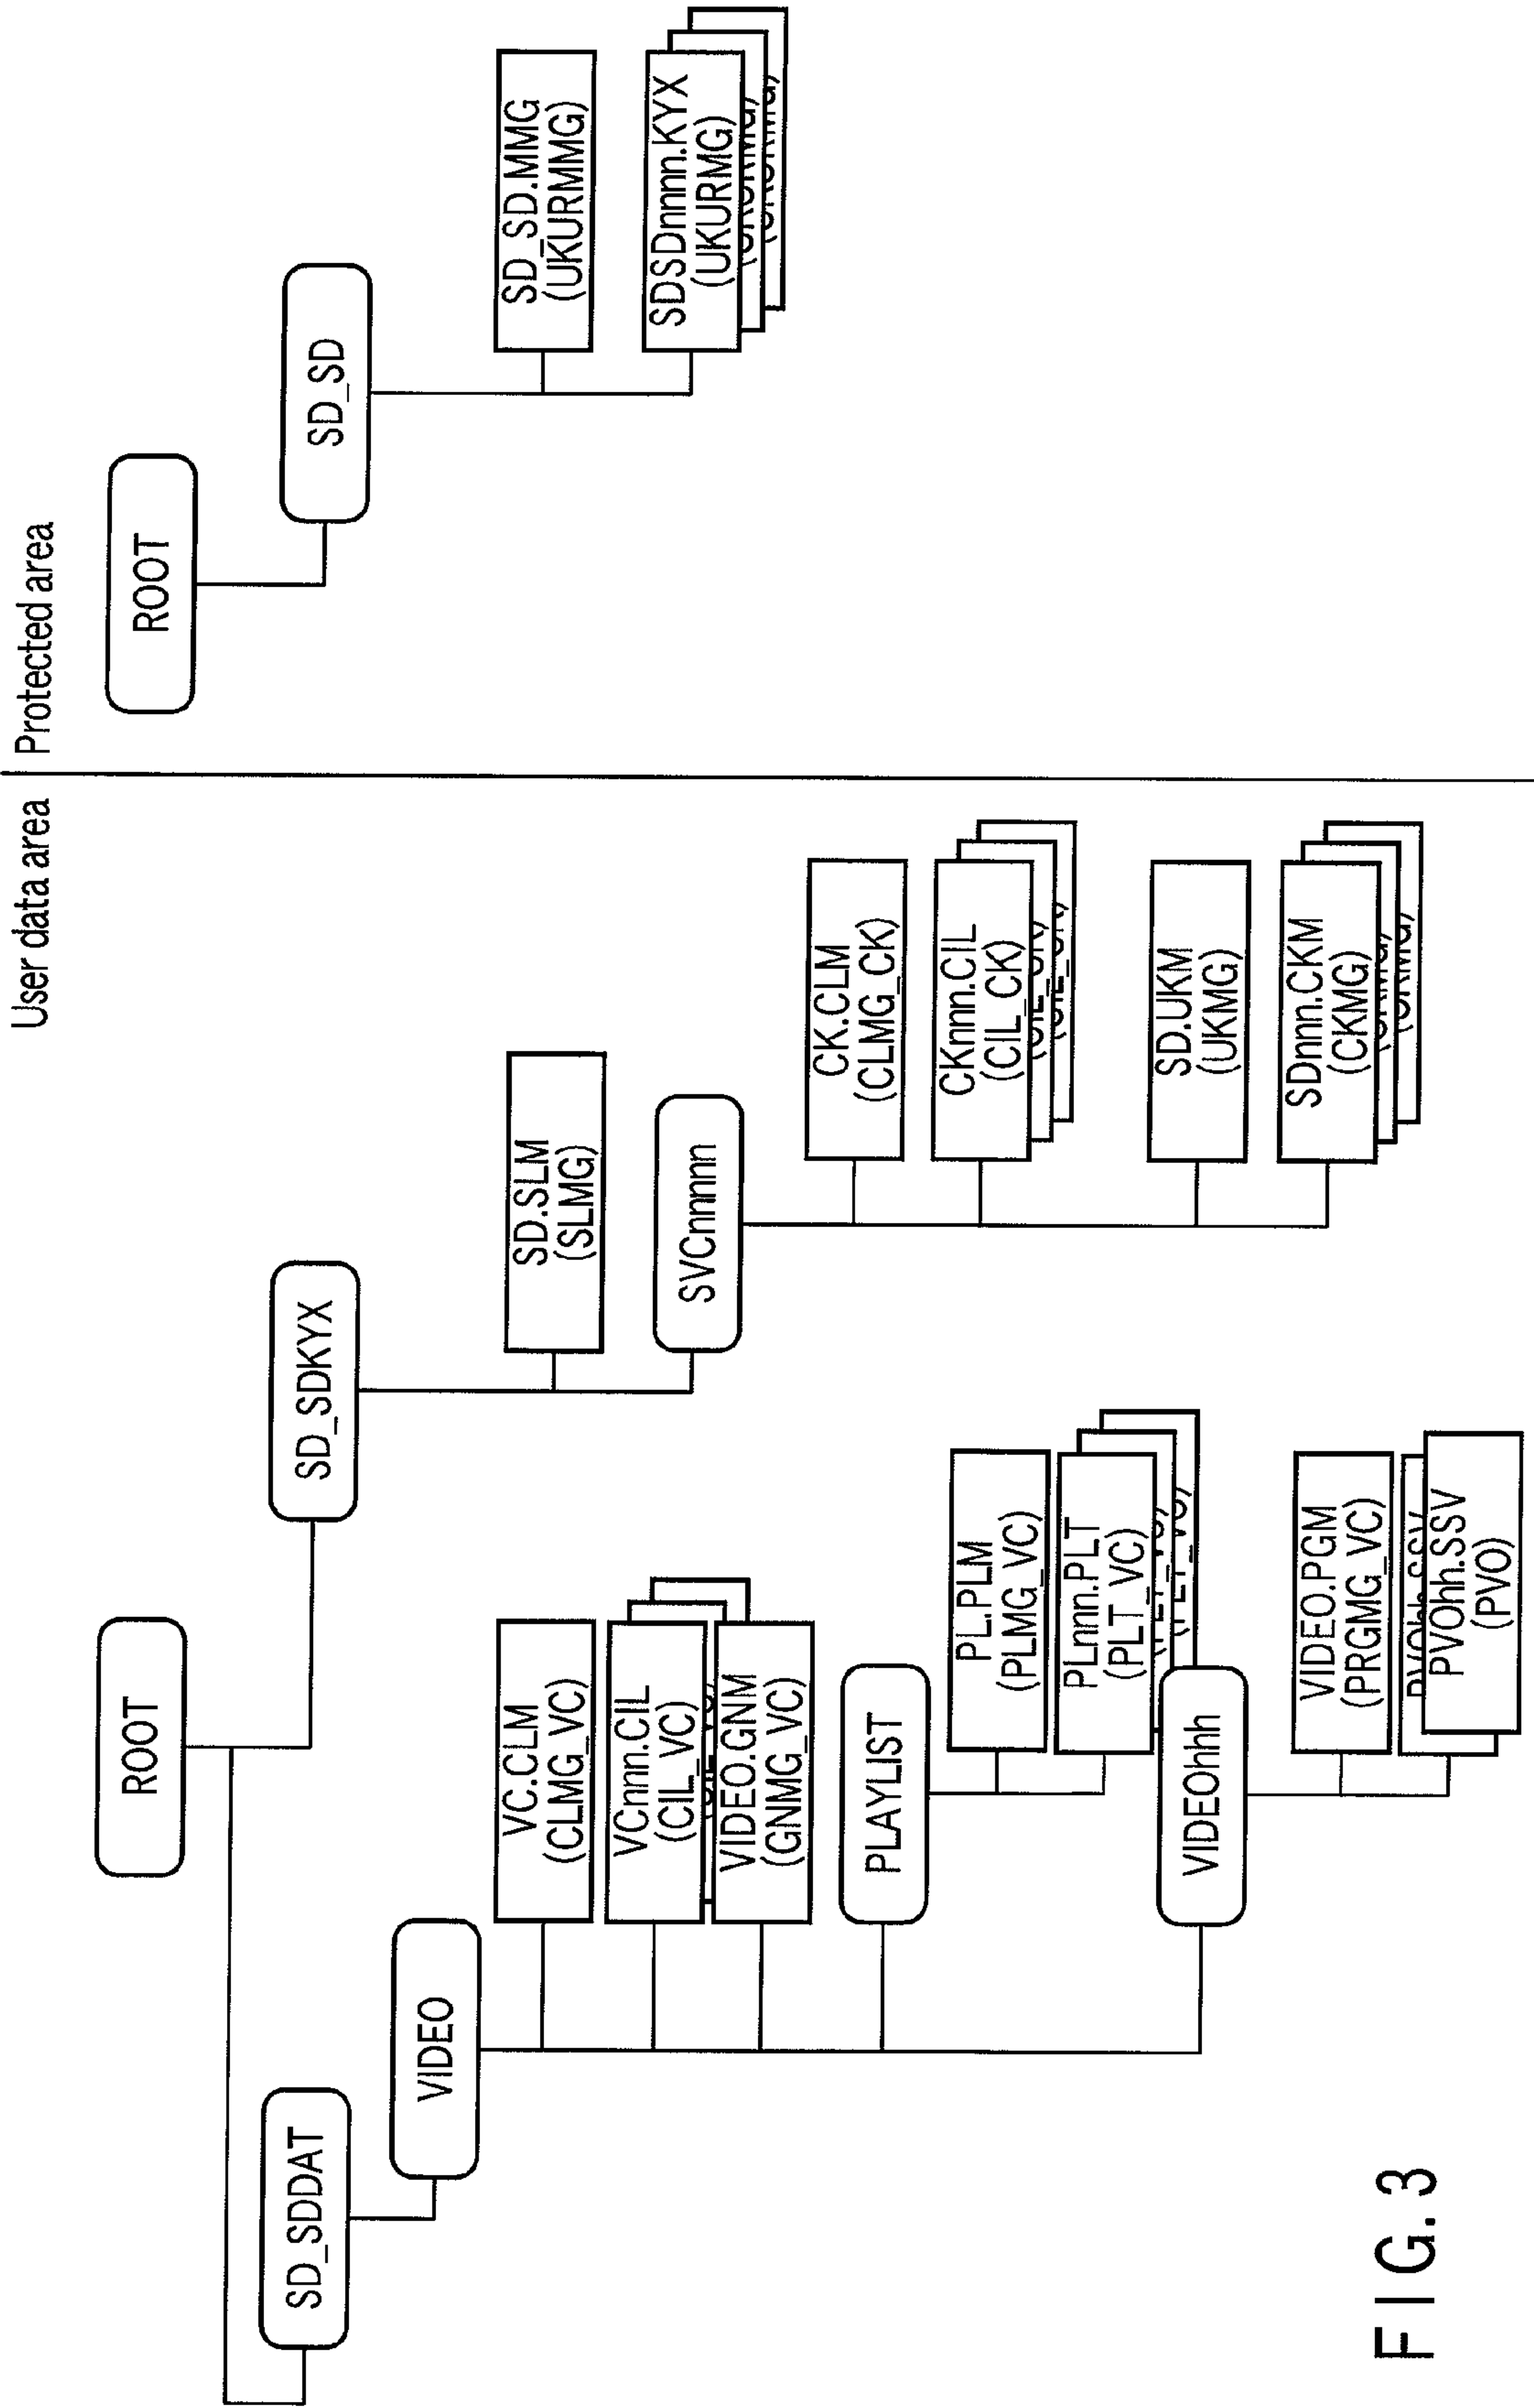 User data area
Protected area
ROOT
SD_SDDAT
VIDEO
VC.CLM
(CLMG_VC)
VCnnn.CIL
(CIL_VC)
VIDEO.GNM
(GNMG_VC)
PLAYLIST
PL.PLM
(PLMG_VC)
PLnnn.PLT
(PLT_VC)
VIDEOhhh
VIDEO.PGM
(PRGMG_VC)
PVOhh.SSV
(PVO)
SD_SDKYX
SD.SLM
(SLMG)
SVCnnnnn
CK.CLM
(CLMG_CK)
CKnnn.CIL
(CIL_CK)
SD.UKM
(UKMG)
SDnnn.CKM
(CKMG)
ROOT
SD_SD
SD_SD.MMG
(UKURMMG)
SDSDnnnn.KYX
(UKURMG)
FIG.3